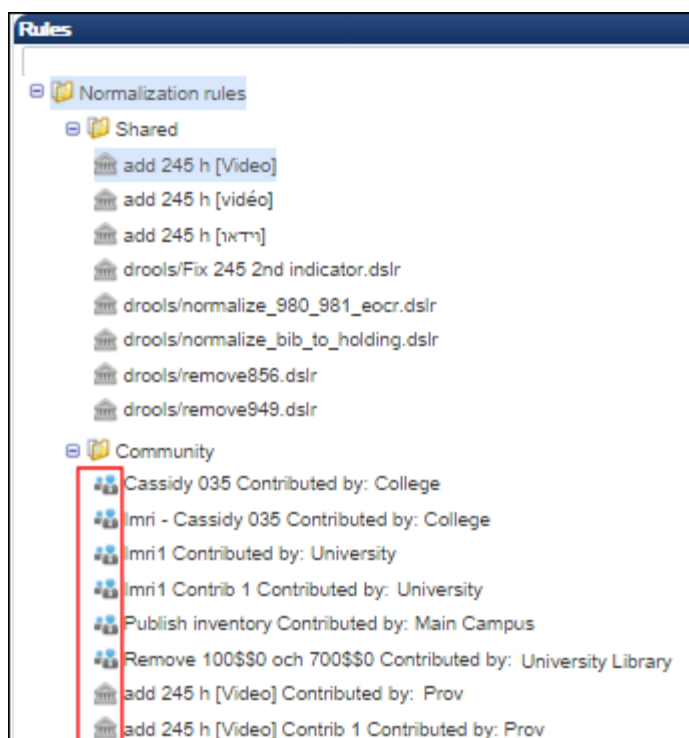 Rules
Normalization rules
Shared
add 245 h [Video]
add 245 h [vidéo]
add 245 h [וידאו]
drools/Fix 245 2nd indicator.dslr
drools/normalize_980_981_eocr.dslr
drools/normalize_bib_to_holding.dslr
drools/remove856.dslr
drools/remove949.dslr
Community
Cassidy 035 Contributed by: College
Imri - Cassidy 035 Contributed by: College
Imri1 Contributed by: University
Imri1 Contrib 1 Contributed by: University
Publish inventory Contributed by: Main Campus
Remove 100$$0 och 700$$0 Contributed by: University Library
add 245 h [Video] Contributed by: Prov
add 245 h [Video] Contrib 1 Contributed by: Prov